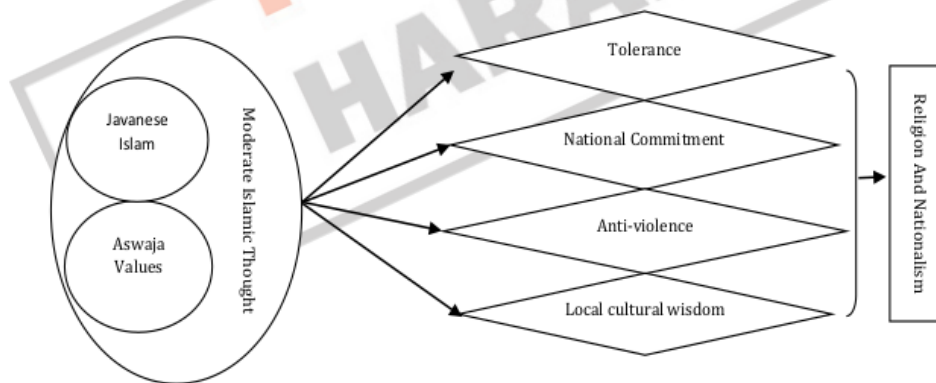 HARA
Javanese
Islam
Aswaja
Values
Moderate Islamic Thought
Tolerance
National Commitment
Anti-violence
Local cultural wisdom
Religion And Nationalism